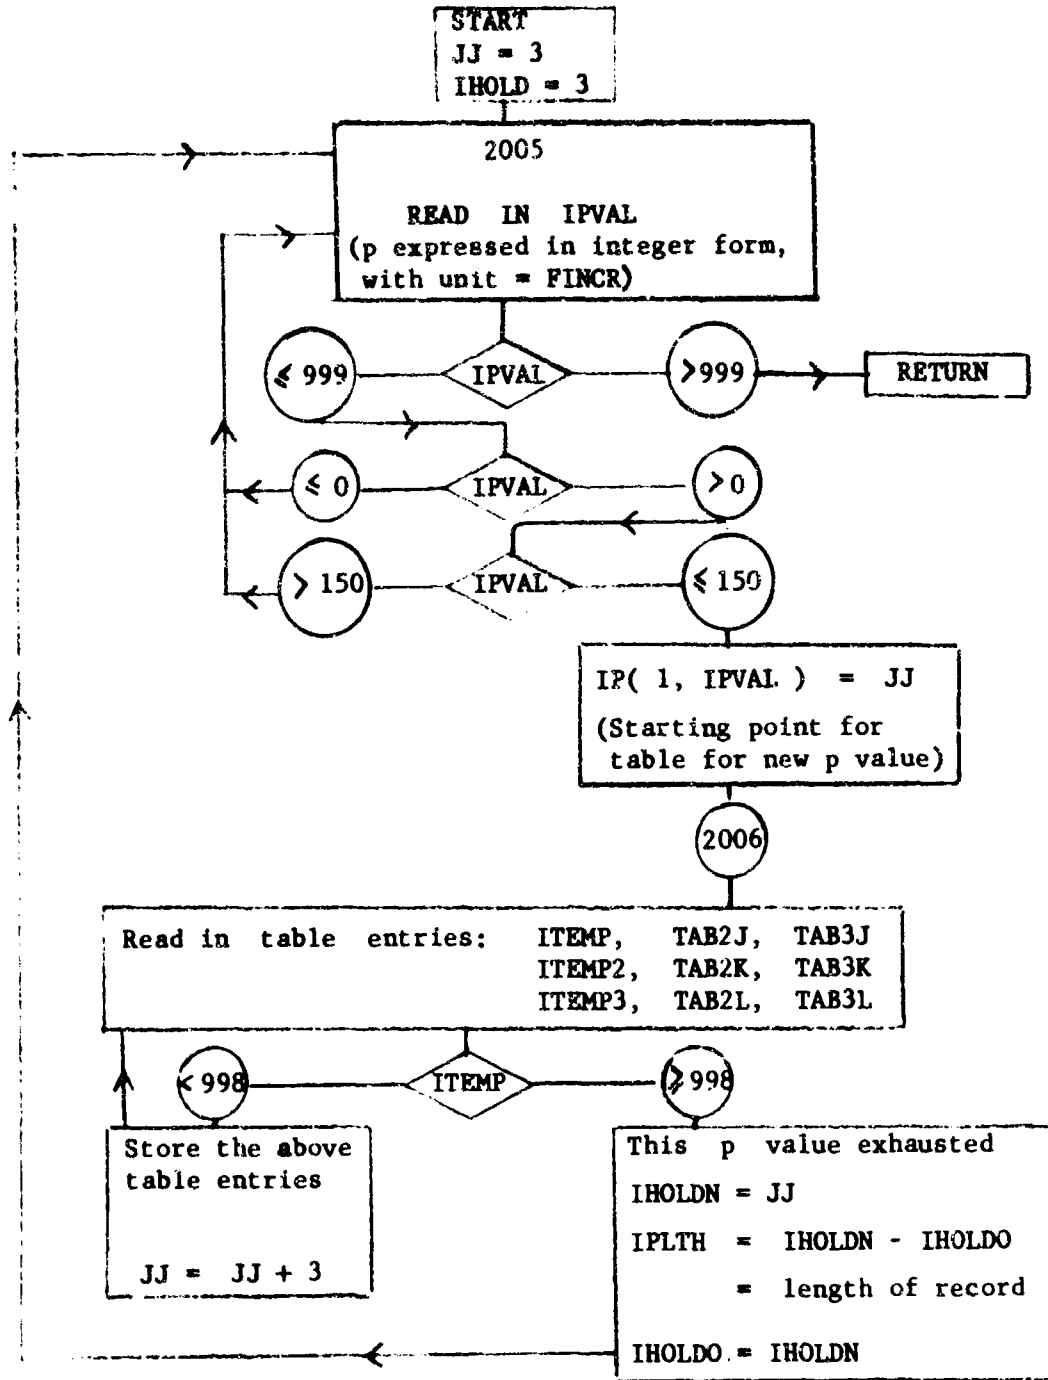 START
JJ = 3
IHOLD = 3
2005
READ IN IPVAL
(p expressed in integer form,
with unit = FINCR)
≤ 999
IPVAL
>999
RETURN
≤ 0
IPVAL
>0
> 150
IPVAL
≤ 150
IP( 1, IPVAL ) = JJ
(Starting point for
table for new p value)
2006
Read in table entries: ITEMP, TAB2J, TAB3J
ITEMP2, TAB2K, TAB3K
ITEMP3, TAB2L, TAB3L
< 998
ITEMP
≥ 998
Store the above
table entries
JJ = JJ + 3
This p value exhausted
IHOLDN = JJ
IPLTH = IHOLDN - IHOLDO
= length of record
IHOLDO = IHOLDN